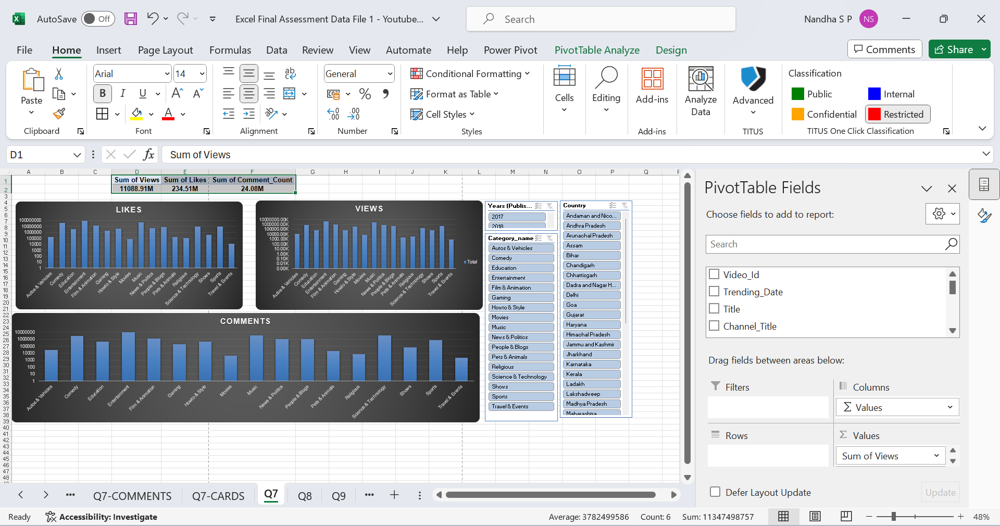 AutoSave Off Excel Final Assessment Data File 1 - Youtube... Search Nandha S P NS
File Home Insert Page Layout Formulas Data Review View Automate Help Power Pivot PivotTable Analyze Design Comments Share
Paste
Clipboard
Arial 14
B I U
Font
Alignment
General
Number
Conditional Formatting
Format as Table
Cell Styles
Styles
Cells
Editing
Add-ins
Add-ins
Analyze
Data
Advanced
TITUS
Classification
Public Internal
Confidential Restricted
TITUS One Click Classification
D1 fx Sum of Views
A B C D E F G H I J K L M N O P Q
Sum of Views Sum of Likes Sum of Comment_Count
11088.91M 234.51M 24.08M
1
2
3
4
5
6
7
8
9
10
11
12
13
14
15
16
17
18
19
20
21
22
23
24
25
26
27
28
29
30
31
32
33
34
35
36
37
38
39
40
41
42
43
44
45
46
47
48
LIKES
100000000
10000000
1000000
100000
10000
1000
100
10
1
Autos & Vehicles
Comedy
Education
Entertainment
Film & Animation
Gaming
Howto & Style
Movies
Music
News & Politics
People & Blogs
Pets & Animals
Religious
Science & Technology
Shows
Sports
Travel & Events
VIEWS
10000000.00K
1000000.00K
100000.00K
10000.00K
1000.00K
100.00K
10.00K
1.00K
0.10K
0.01K
0.00K
Autos & Vehicles
Comedy
Education
Entertainment
Film & Animation
Gaming
Howto & Style
Movies
Music
News & Politics
People & Blogs
Pets & Animals
Religious
Science & Technology
Shows
Sports
Travel & Events
Total
COMMENTS
10000000
1000000
100000
10000
1000
100
10
1
Autos & Vehicles
Comedy
Education
Entertainment
Film & Animation
Gaming
Howto & Style
Movies
Music
News & Politics
People & Blogs
Pets & Animals
Religious
Science & Technology
Shows
Sports
Travel & Events
Years (Publis...
2017
2018
Category_name
Autos & Vehicles
Comedy
Education
Entertainment
Film & Animation
Gaming
Howto & Style
Movies
Music
News & Politics
People & Blogs
Pets & Animals
Religious
Science & Technology
Shows
Sports
Travel & Events
Country
Andaman and Nico...
Andhra Pradesh
Arunachal Pradesh
Assam
Bihar
Chandigarh
Chhattisgarh
Dadra and Nagar H...
Delhi
Goa
Gujarat
Haryana
Himachal Pradesh
Jammu and Kashmir
Jharkhand
Karnataka
Kerala
Ladakh
Lakshadweep
Madhya Pradesh
Maharashtra
PivotTable Fields
Choose fields to add to report:
Search
Video_Id
Trending_Date
Title
Channel_Title
Drag fields between areas below:
Filters
Columns
Σ Values
Rows
Σ Values
Sum of Views
Defer Layout Update Update
... Q7-COMMENTS Q7-CARDS Q7 Q8 Q9 ...
Ready Accessibility: Investigate Average: 3782499586 Count: 6 Sum: 11347498757 48%